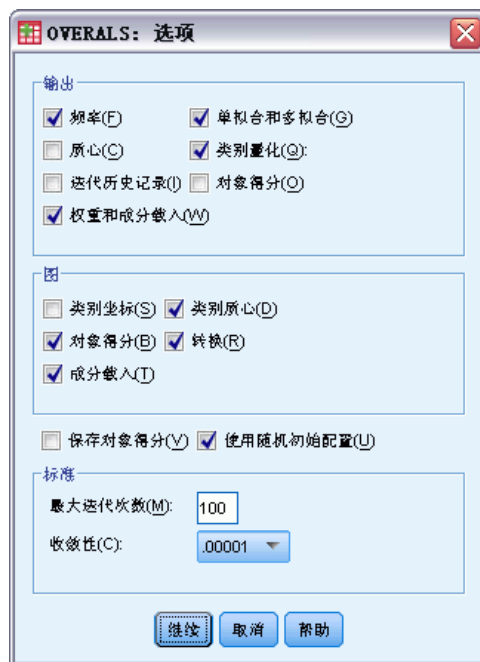 OVERALS: 选项
输出
频率(F) 单拟合和多拟合(G)
质心(C) 类别量化(Q):
迭代历史记录(I) 对象得分(O)
权重和成分载入(W)
图
类别坐标(S) 类别质心(D)
对象得分(B) 转换(R)
成分载入(T)
保存对象得分(V) 使用随机初始配置(U)
标准
最大迭代次数(M): 100
收敛性(C): .00001
继续 取消 帮助